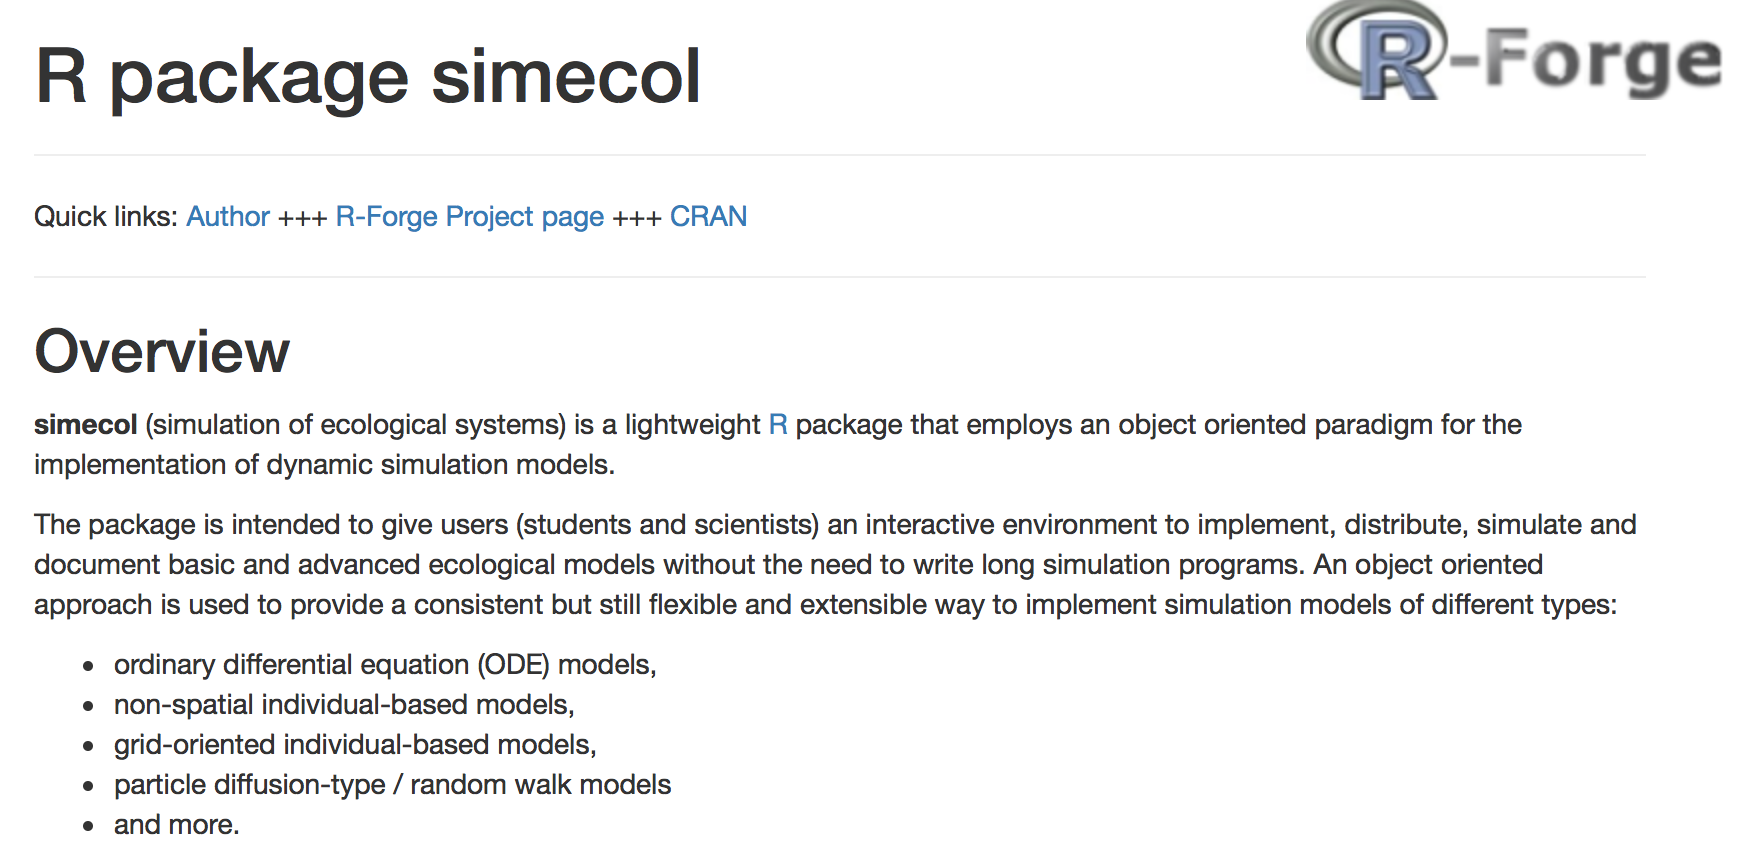 R package simecol
R-Forge
Quick links: Author +++ R-Forge Project page +++ CRAN
Overview
simecol (simulation of ecological systems) is a lightweight R package that employs an object oriented paradigm for the
implementation of dynamic simulation models.
The package is intended to give users (students and scientists) an interactive environment to implement, distribute, simulate and
document basic and advanced ecological models without the need to write long simulation programs. An object oriented
approach is used to provide a consistent but still flexible and extensible way to implement simulation models of different types:
• ordinary differential equation (ODE) models,
• non-spatial individual-based models,
• grid-oriented individual-based models,
• particle diffusion-type / random walk models
• and more.